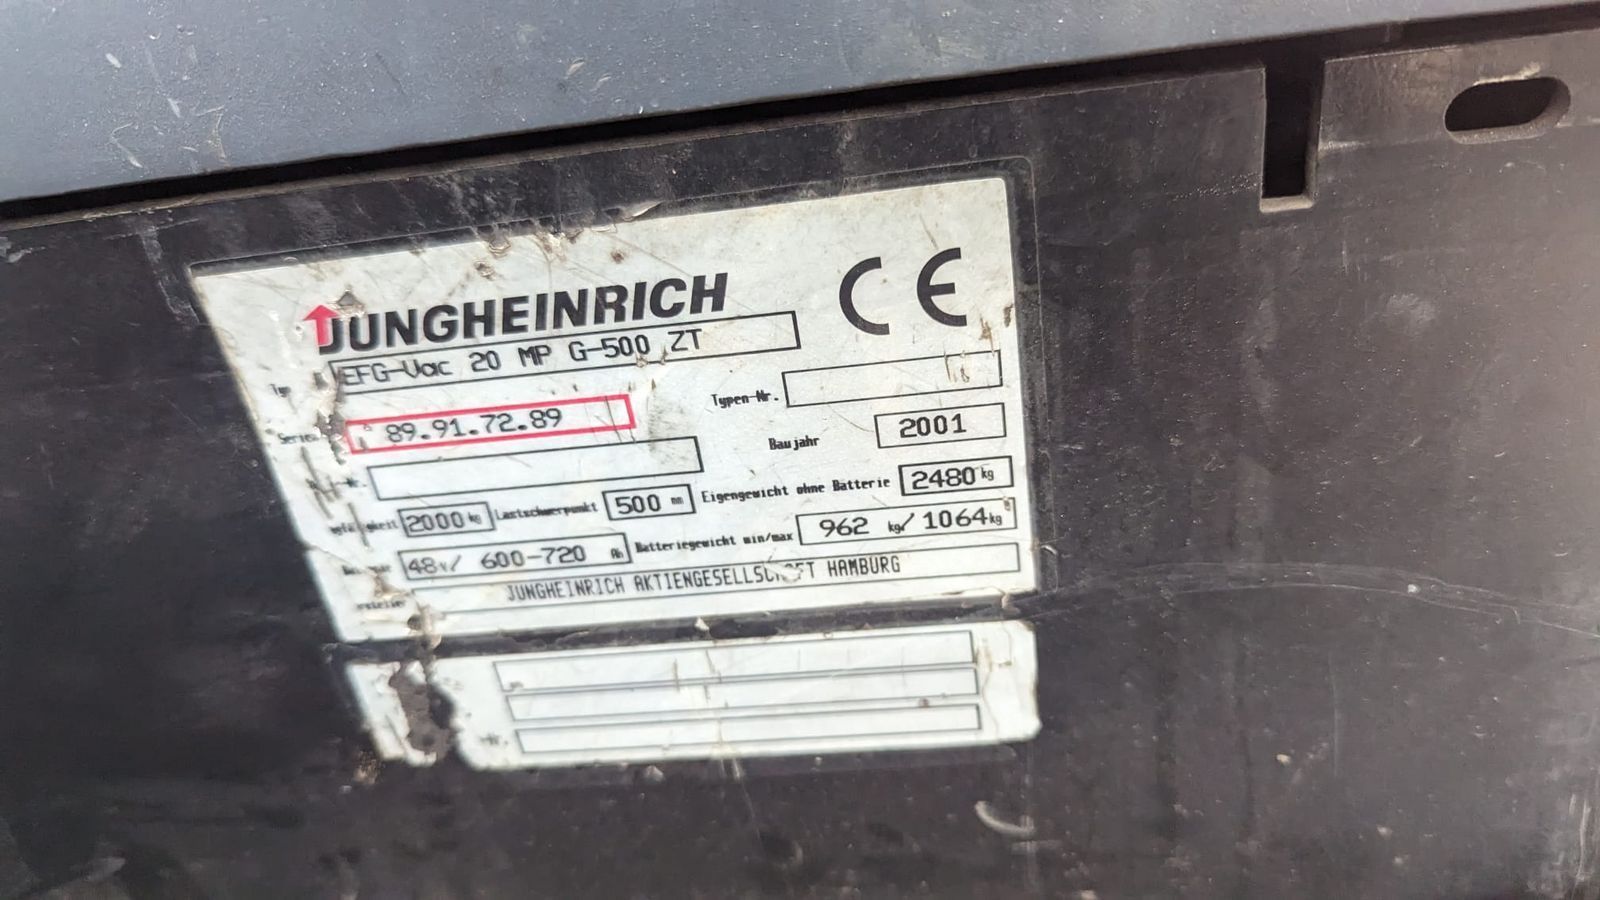 JUNGHEINRICH CE
EFG-Vac 20 MP G-500 ZT
Typen-Nr.
89.91.72.89
Baujahr 2001
2000 kg Lastschwerpunkt 500 mm Eigengewicht ohne Batterie 2480 kg
48v/ 600-720 Ah Batteriegewicht min/max 962 kg/ 1064 kg
JUNGHEINRICH AKTIENGESELLSCHAFT HAMBURG